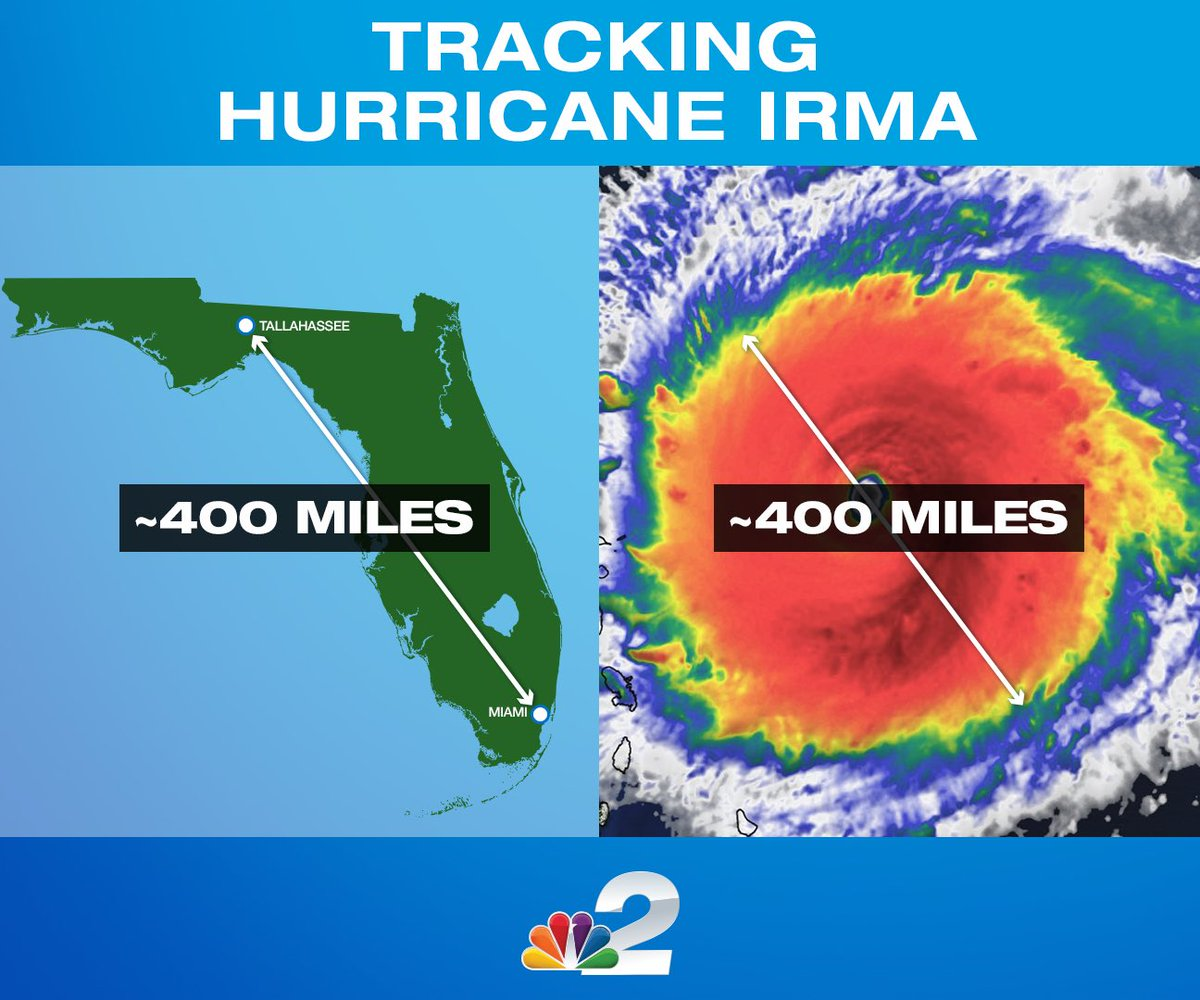 TRACKING
HURRICANE IRMA
TALLAHASSEE
~400 MILES
~400 MILES
MIAMI
2